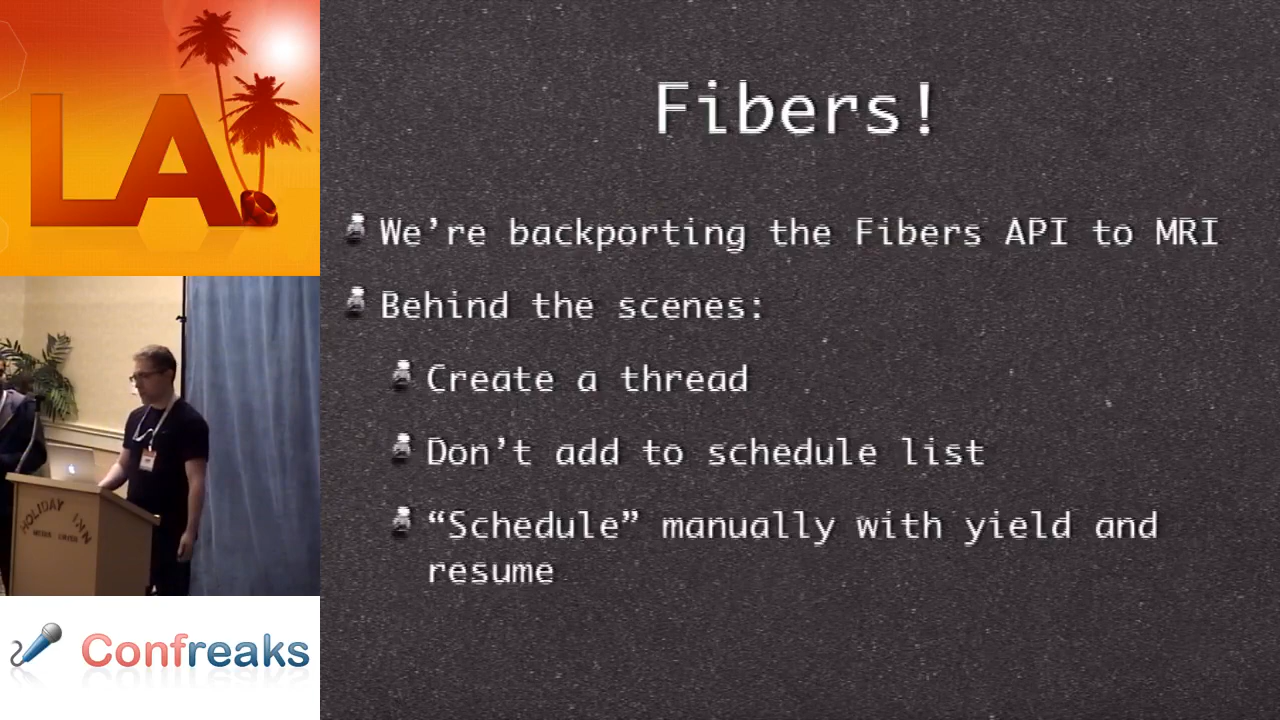 LA
Fibers!
We’re backporting the Fibers API to MRI
Behind the scenes:
Create a thread
Don’t add to schedule list
“Schedule” manually with yield and
resume
HOLIDAY INN
Confreaks